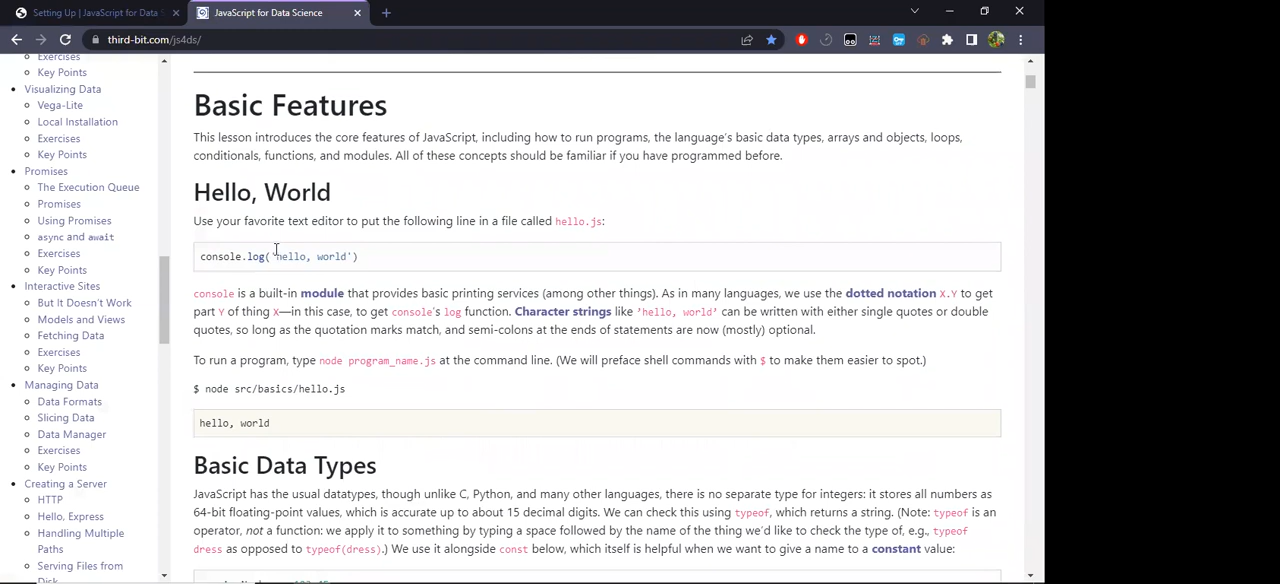 Setting Up | JavaScript for Data S
JavaScript for Data Science
third-bit.com/js4ds/
Exercises
Key Points
Visualizing Data
Vega-Lite
Local Installation
Exercises
Key Points
Promises
The Execution Queue
Promises
Using Promises
async and await
Exercises
Key Points
Interactive Sites
But It Doesn't Work
Models and Views
Fetching Data
Exercises
Key Points
Managing Data
Data Formats
Slicing Data
Data Manager
Exercises
Key Points
Creating a Server
HTTP
Hello, Express
Handling Multiple
Paths
Serving Files from
Disk
Basic Features
This lesson introduces the core features of JavaScript, including how to run programs, the language's basic data types, arrays and objects, loops,
conditionals, functions, and modules. All of these concepts should be familiar if you have programmed before.
Hello, World
Use your favorite text editor to put the following line in a file called hello.js:
console.log('hello, world')
console is a built-in module that provides basic printing services (among other things). As in many languages, we use the dotted notation X.Y to get
part Y of thing X—in this case, to get console's log function. Character strings like 'hello, world' can be written with either single quotes or double
quotes, so long as the quotation marks match, and semi-colons at the ends of statements are now (mostly) optional.
To run a program, type node program_name.js at the command line. (We will preface shell commands with $ to make them easier to spot.)
$ node src/basics/hello.js
hello, world
Basic Data Types
JavaScript has the usual datatypes, though unlike C, Python, and many other languages, there is no separate type for integers: it stores all numbers as
64-bit floating-point values, which is accurate up to about 15 decimal digits. We can check this using typeof, which returns a string. (Note: typeof is an
operator, not a function: we apply it to something by typing a space followed by the name of the thing we'd like to check the type of, e.g., typeof
dress as opposed to typeof(dress).) We use it alongside const below, which itself is helpful when we want to give a name to a constant value: